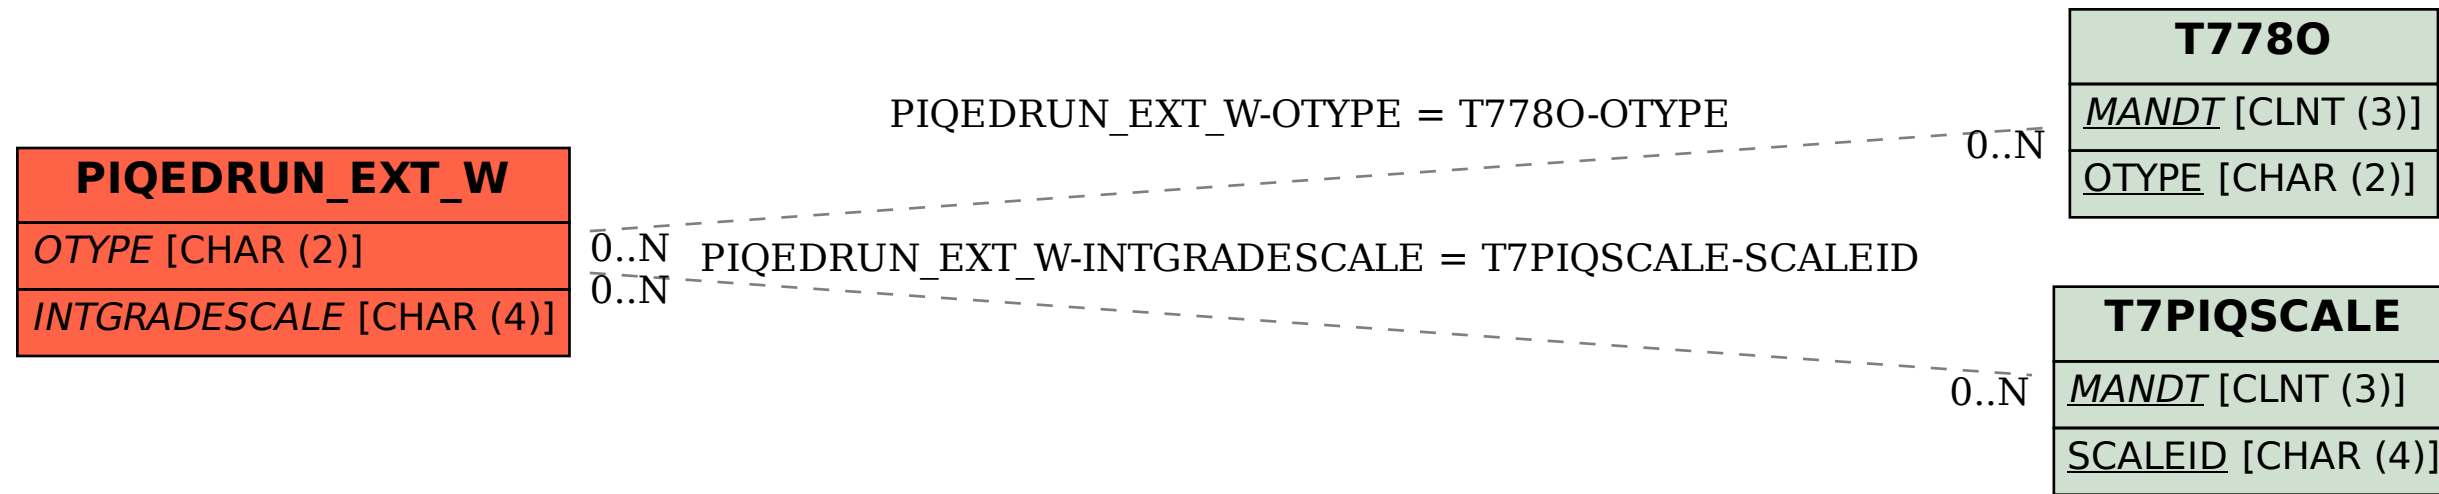 PIQEDRUN_EXT_W
OTYPE [CHAR (2)]
INTGRADESCALE [CHAR (4)]
PIQEDRUN_EXT_W-OTYPE = T778O-OTYPE
0..N
0..N
PIQEDRUN_EXT_W-INTGRADESCALE = T7PIQSCALE-SCALEID
0..N
0..N
T778O
MANDT [CLNT (3)]
OTYPE [CHAR (2)]
T7PIQSCALE
MANDT [CLNT (3)]
SCALEID [CHAR (4)]